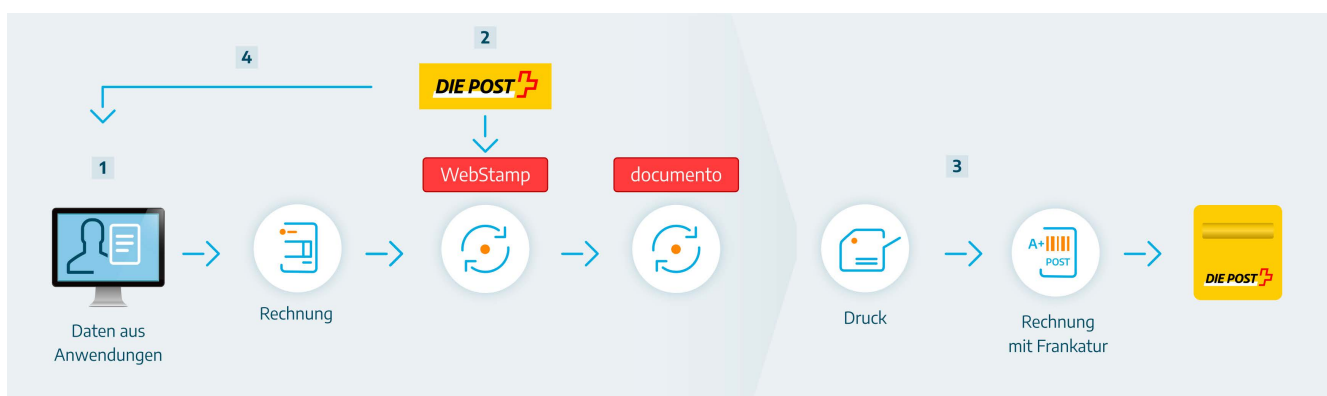 4
2
DIE POST
1
WebStamp
documento
3
A+
POST
DIE POST
Rechnung
Druck
Daten aus
Anwendungen
Rechnung
mit Frankatur